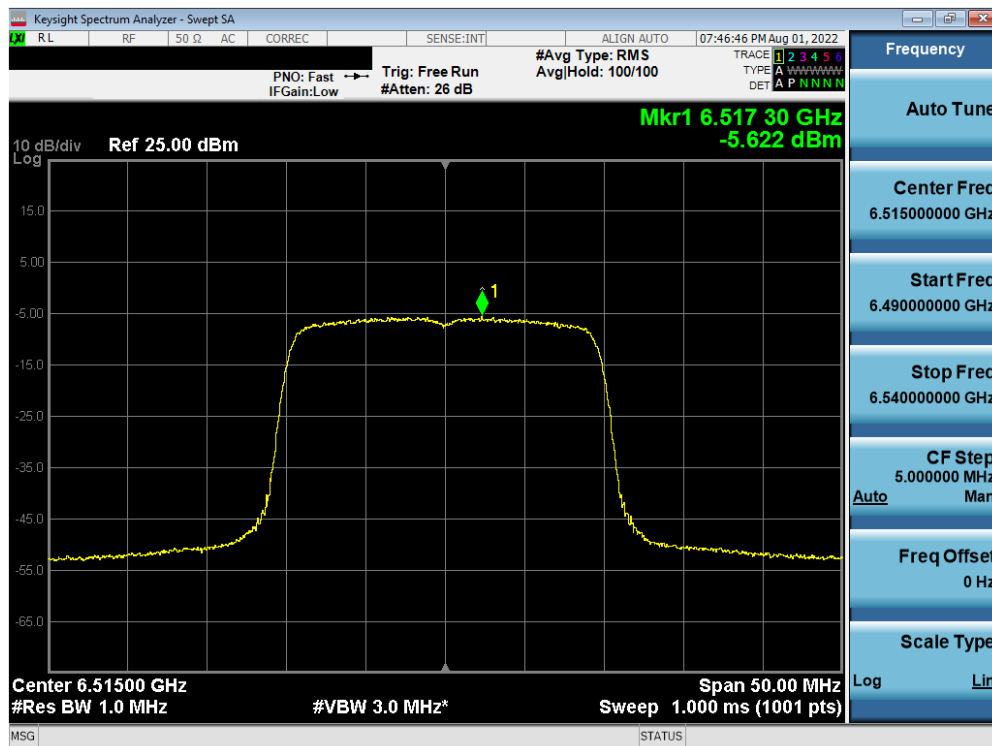 Keysight Spectrum Analyzer - Swept SA
LXI RL RF 50 Ω AC CORREC SENSE:INT ALIGN AUTO 07:46:46 PM Aug 01, 2022
#Avg Type: RMS
Avg|Hold: 100/100
TRACE 1 2 3 4 5 6
TYPE A WWWWW
DET A P N N N N
PNO: Fast
IFGain:Low
Trig: Free Run
#Atten: 26 dB
Mkr1 6.517 30 GHz
-5.622 dBm
10 dB/div Ref 25.00 dBm
Log
15.0
5.00
-5.00
-15.0
-25.0
-35.0
-45.0
-55.0
-65.0
1
Center 6.51500 GHz Span 50.00 MHz
#Res BW 1.0 MHz #VBW 3.0 MHz* Sweep 1.000 ms (1001 pts)
MSG STATUS
Frequency
Auto Tune
Center Freq
6.515000000 GHz
Start Freq
6.490000000 GHz
Stop Freq
6.540000000 GHz
CF Step
5.000000 MHz
Auto Man
Freq Offset
0 Hz
Scale Type
Log Lin